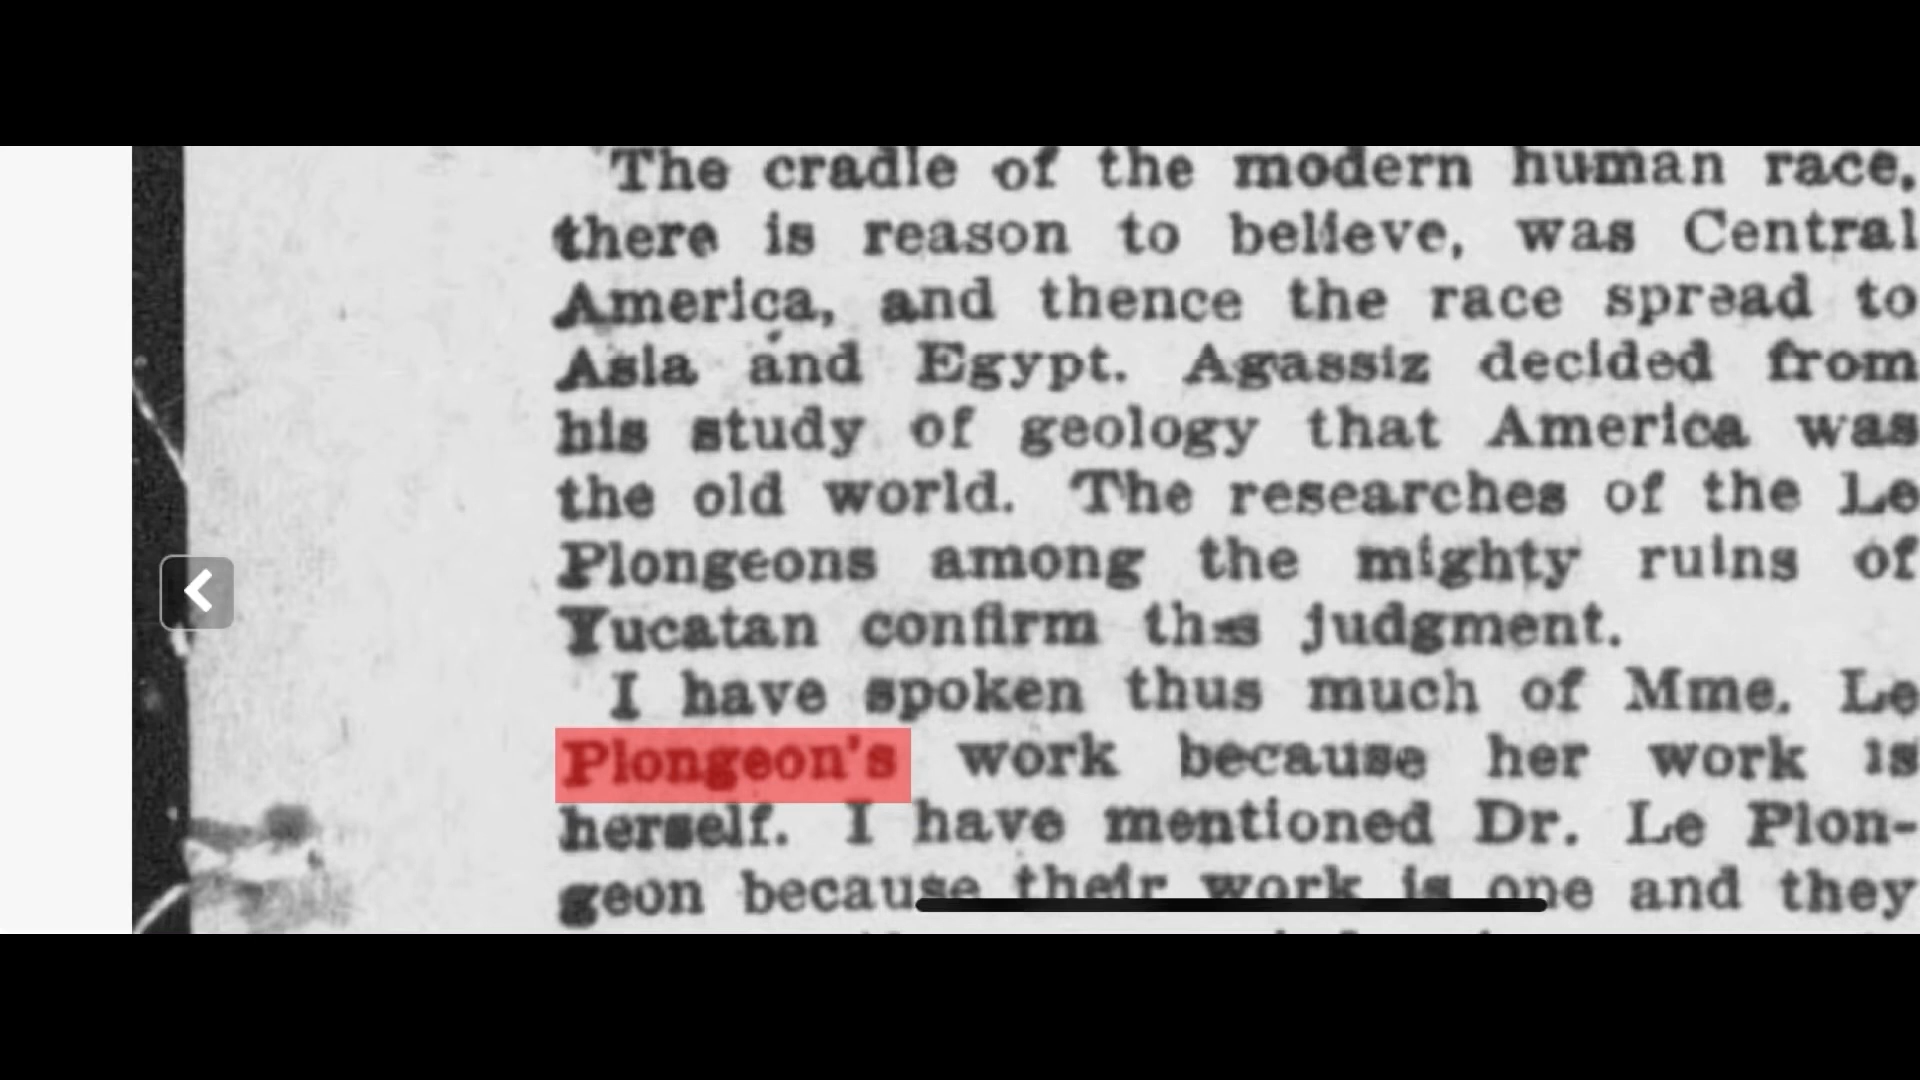 The cradle of the modern human race,
there is reason to believe, was Central
America, and thence the race spread to
Asia and Egypt. Agassiz decided from
his study of geology that America was
the old world. The researches of the Le
Plongeons among the mighty ruins of
Yucatan confirm this judgment.
I have spoken thus much of Mme. Le
Plongeon's work because her work is
herself. I have mentioned Dr. Le Plon-
geon because their work is one and they